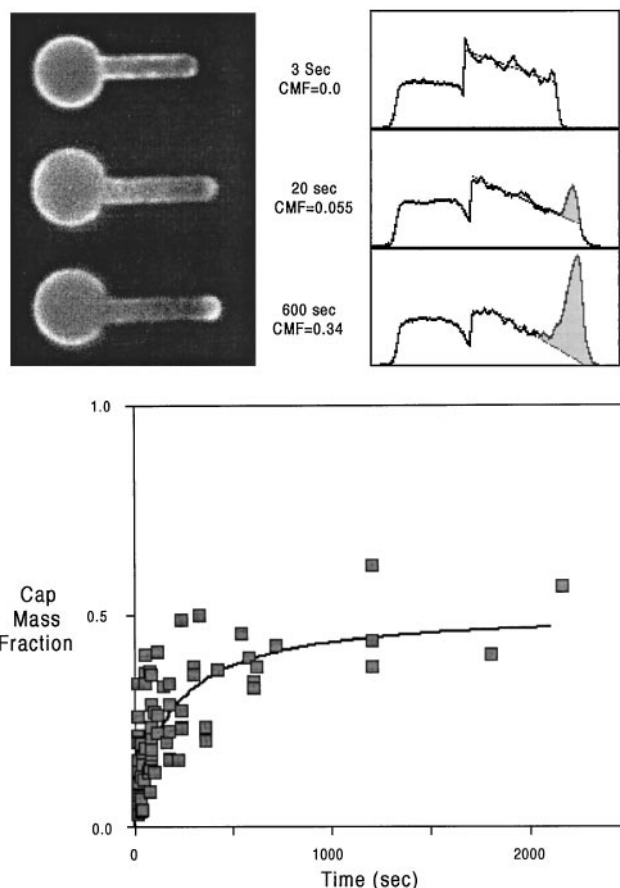 3 Sec
CMF=0.0
20 sec
CMF=0.055
600 sec
CMF=0.34
1.0
Cap
Mass
Fraction
0.5
0.0
0
1000
2000
Time (sec)